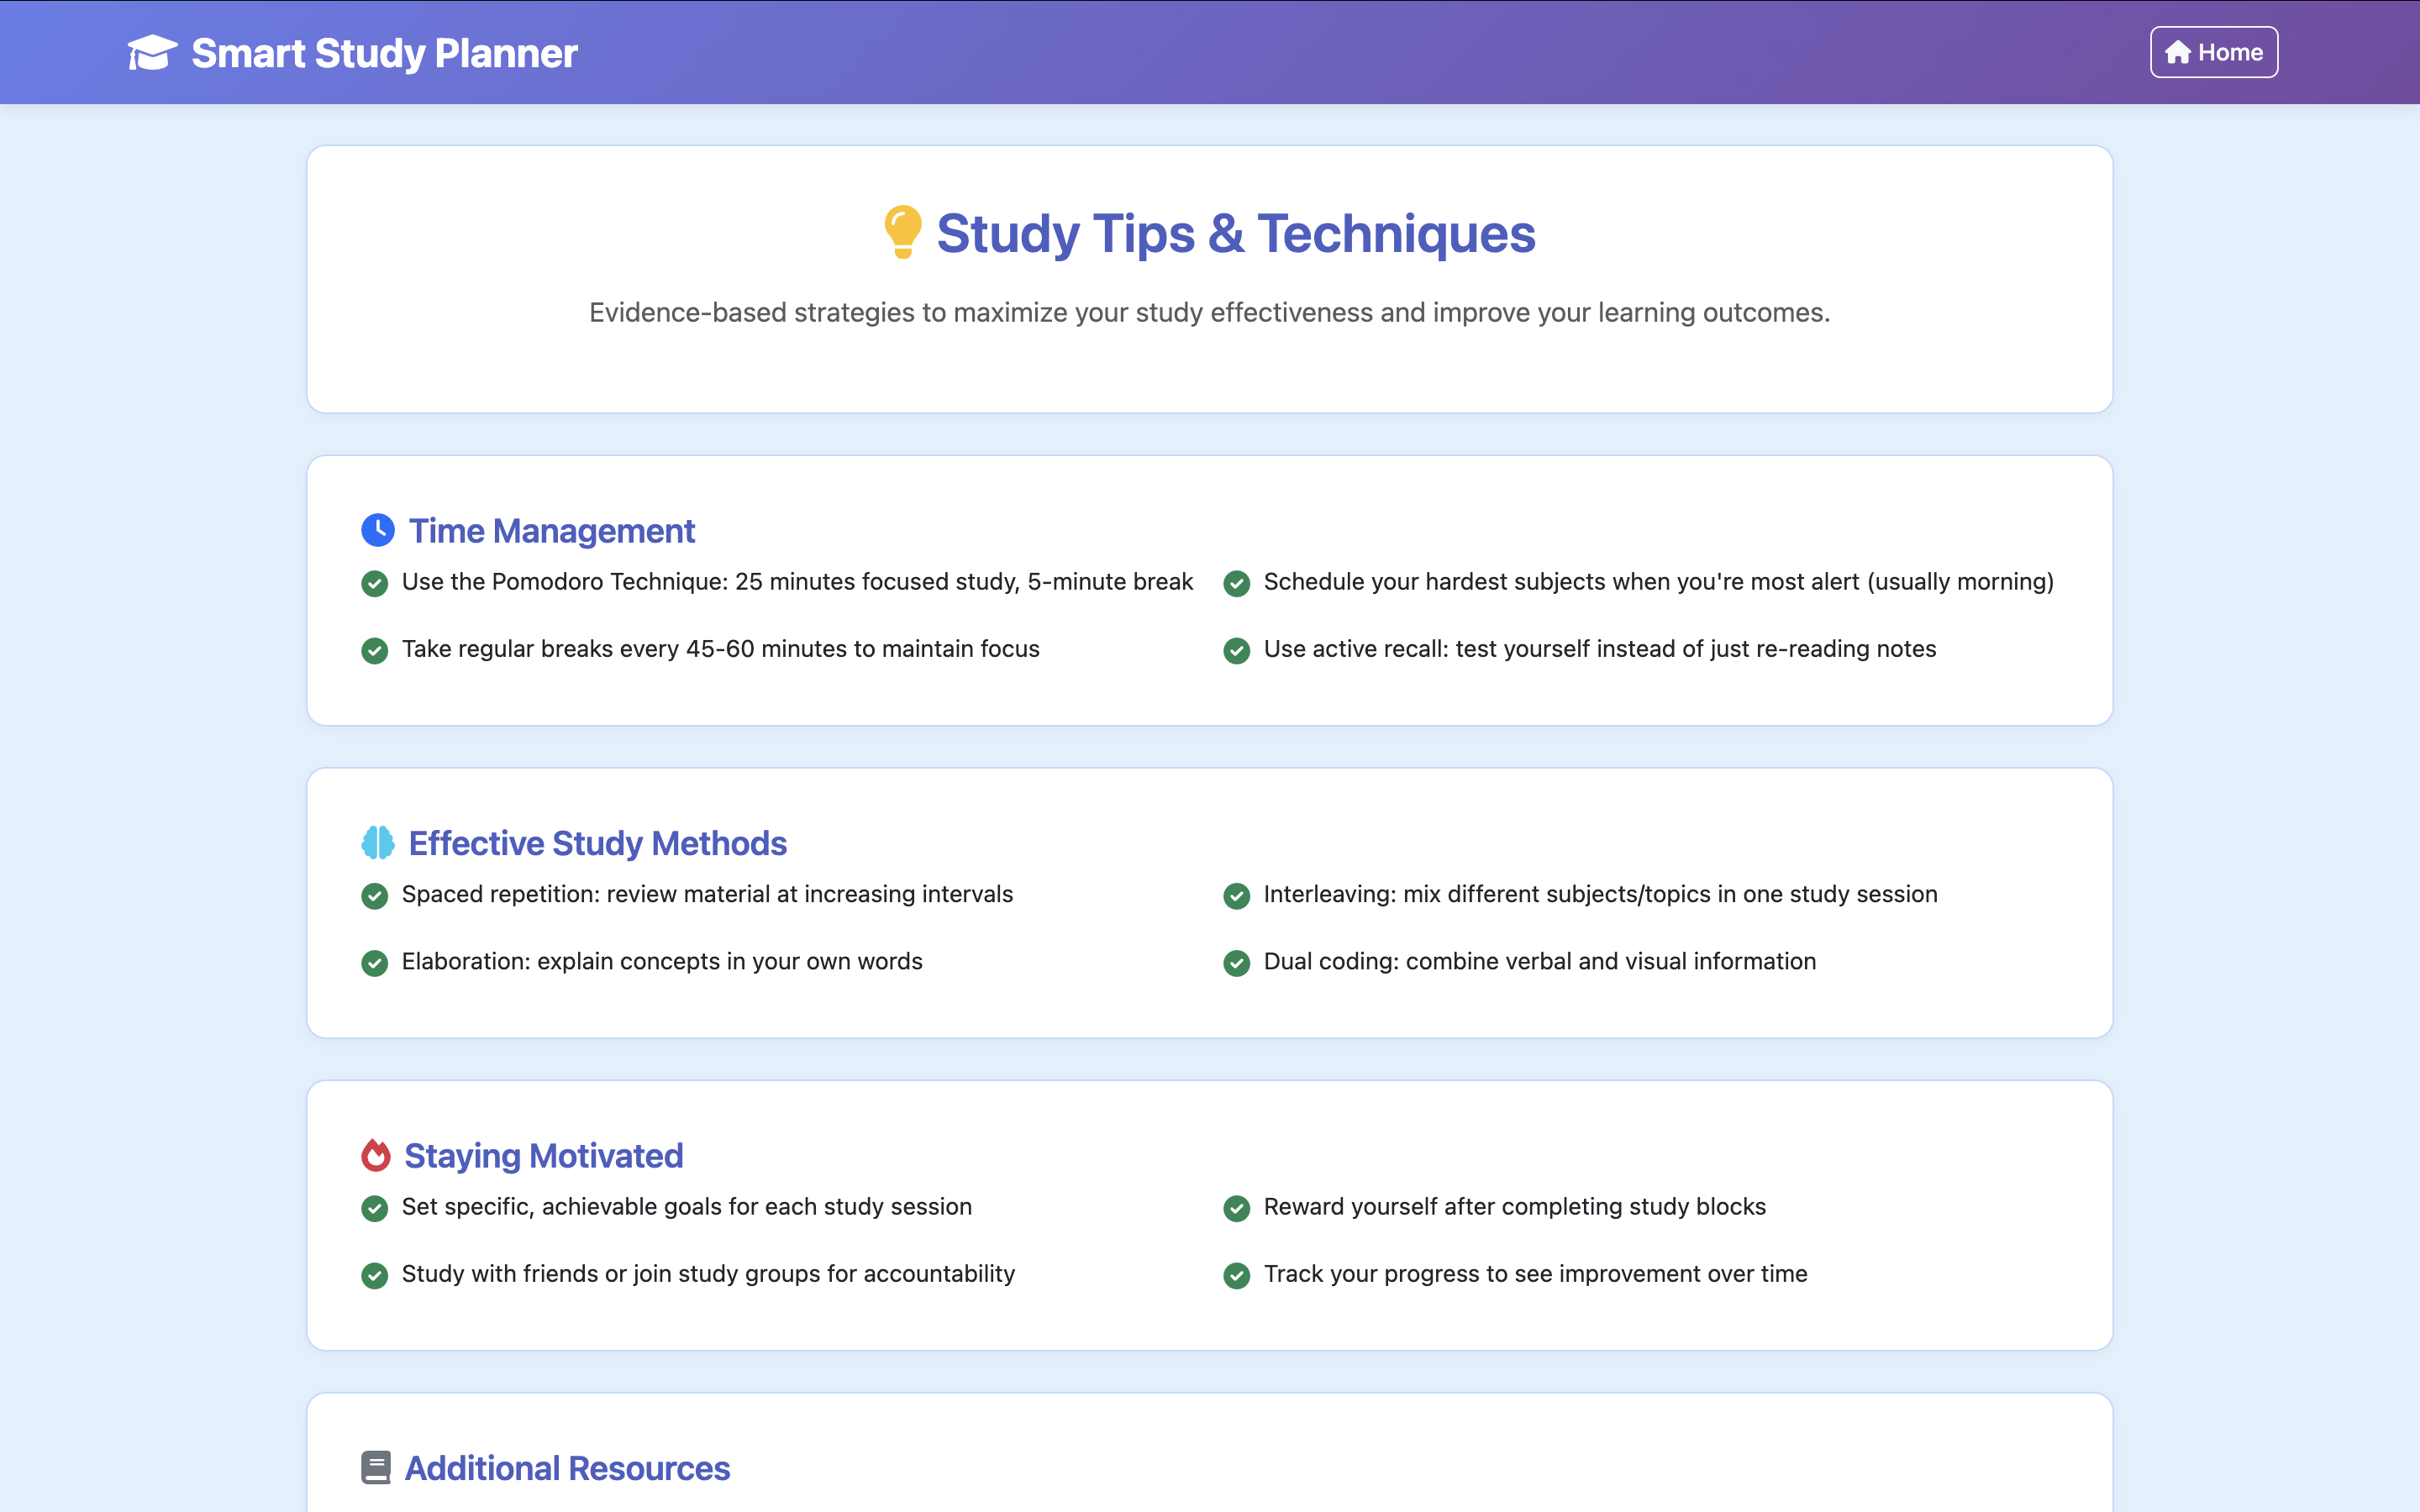 Smart Study Planner
Home
Study Tips & Techniques
Evidence-based strategies to maximize your study effectiveness and improve your learning outcomes.
Time Management
Use the Pomodoro Technique: 25 minutes focused study, 5-minute break
Schedule your hardest subjects when you're most alert (usually morning)
Take regular breaks every 45-60 minutes to maintain focus
Use active recall: test yourself instead of just re-reading notes
Effective Study Methods
Spaced repetition: review material at increasing intervals
Interleaving: mix different subjects/topics in one study session
Elaboration: explain concepts in your own words
Dual coding: combine verbal and visual information
Staying Motivated
Set specific, achievable goals for each study session
Reward yourself after completing study blocks
Study with friends or join study groups for accountability
Track your progress to see improvement over time
Additional Resources